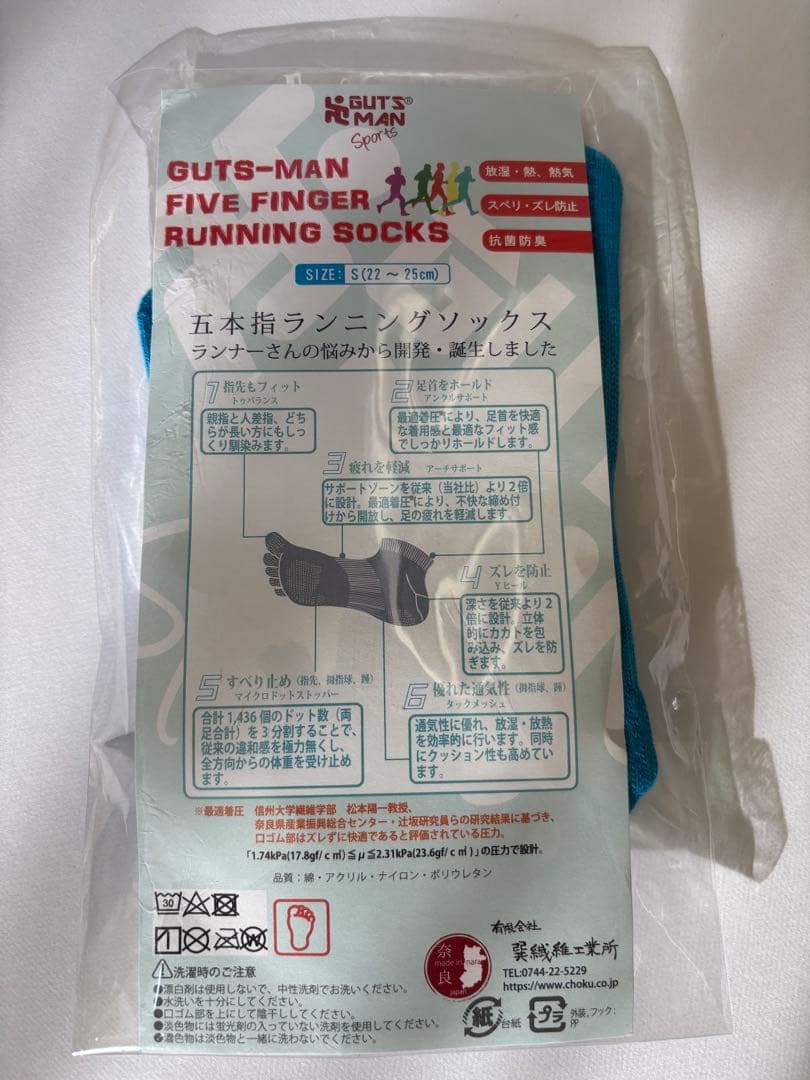 GUTS®
MAN
Sports
GUTS-MAN
FIVE FINGER
RUNNING SOCKS
放湿・熱、熱気
スベリ・ズレ防止
抗菌防臭
SIZE: S(22 ～ 25cm)
五本指ランニングソックス
ランナーさんの悩みから開発・誕生しました
1 指先もフィット
トゥバランス
親指と人差指、どち
らが長い方にもしっ
くり馴染みます。
2 足首をホールド
アンクルサポート
最適着圧*により、足首を快適
な着用感と最適なフィット感
でしっかりホールドします。
3 疲れを軽減 アーチサポート
サポートゾーンを従来（当社比）より2倍
に設計。最適着圧*により、不快な締め付
けから開放し、足の疲れを軽減します。
4 ズレを防止
Yヒール
深さを従来より2
倍に設計。立体
的にカカトを包
み込み、ズレを防
ぎます。
5 すべり止め（指先、拇指球、踵）
マイクロドットストッパー
合計1,436個のドット数（両
足合計）を3分割することで、
従来の違和感を極力無くし、
全方向からの体重を受け止め
ます。
6 優れた通気性（拇指球、踵）
タックメッシュ
通気性に優れ、放湿・放熱
を効率的に行います。同時
にクッション性も高めてい
ます。
※最適着圧 信州大学繊維学部 松本陽一教授、
奈良県産業振興総合センター・辻坂研究員らの研究結果に基づき、
口ゴム部はズレずに快適であると評価されている圧力。
「1.74kPa(17.8gf/c㎡)≦μ≦2.31kPa(23.6gf/c㎡)」の圧力で設計。
品質：綿・アクリル・ナイロン・ポリウレタン
30
⚠洗濯時のご注意
●漂白剤は使用しないで、中性洗剤でお洗いください。
●水洗いを十分にしてください。
●口ゴム部を上にして陰干ししてください。
●淡色物には蛍光剤の入っていない洗剤を使用してください。
●濃色物は淡色物と一緒に洗わないでください。
奈良
made in nara
japan
有限会社
巽繊維工業所
TEL:0744-22-5229
https://www.choku.co.jp
紙
台紙
プラ
外装,フック:
PP